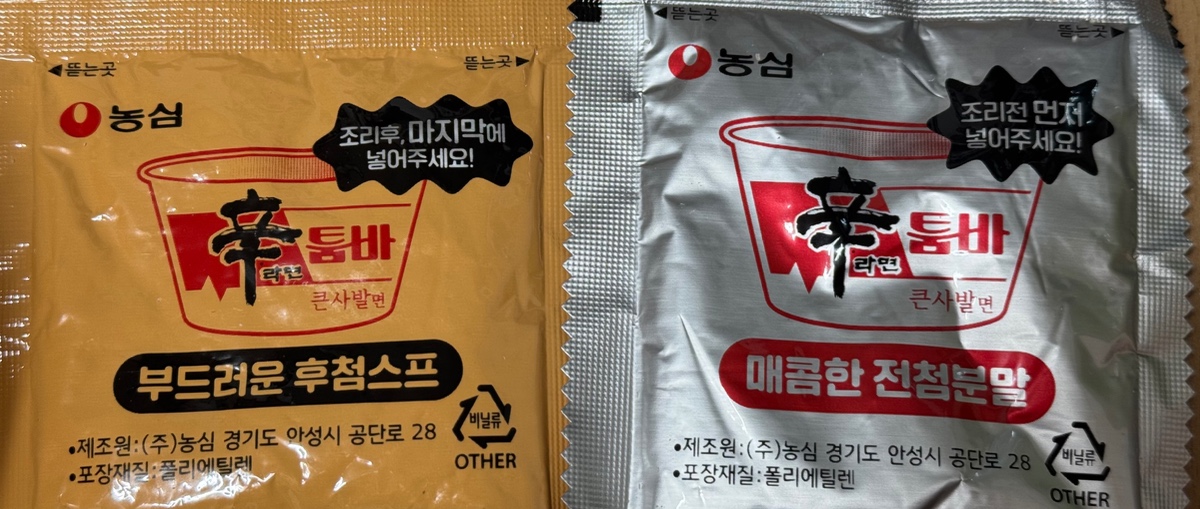 ◀뜯는곳
뜯는곳▶
농심
조리후, 마지막에
넣어주세요!
辛
라면
툼바
큰사발면
부드러운 후첨스프
•제조원:(주)농심 경기도 안성시 공단로 28
•포장재질:폴리에틸렌
비닐류
OTHER
◀뜯는곳
뜯는곳▶
농심
조리전 먼저,
넣어주세요!
辛
라면
툼바
큰사발면
매콤한 전첨분말
•제조원:(주)농심 경기도 안성시 공단로 28
•포장재질:폴리에틸렌
비닐류
OTHER